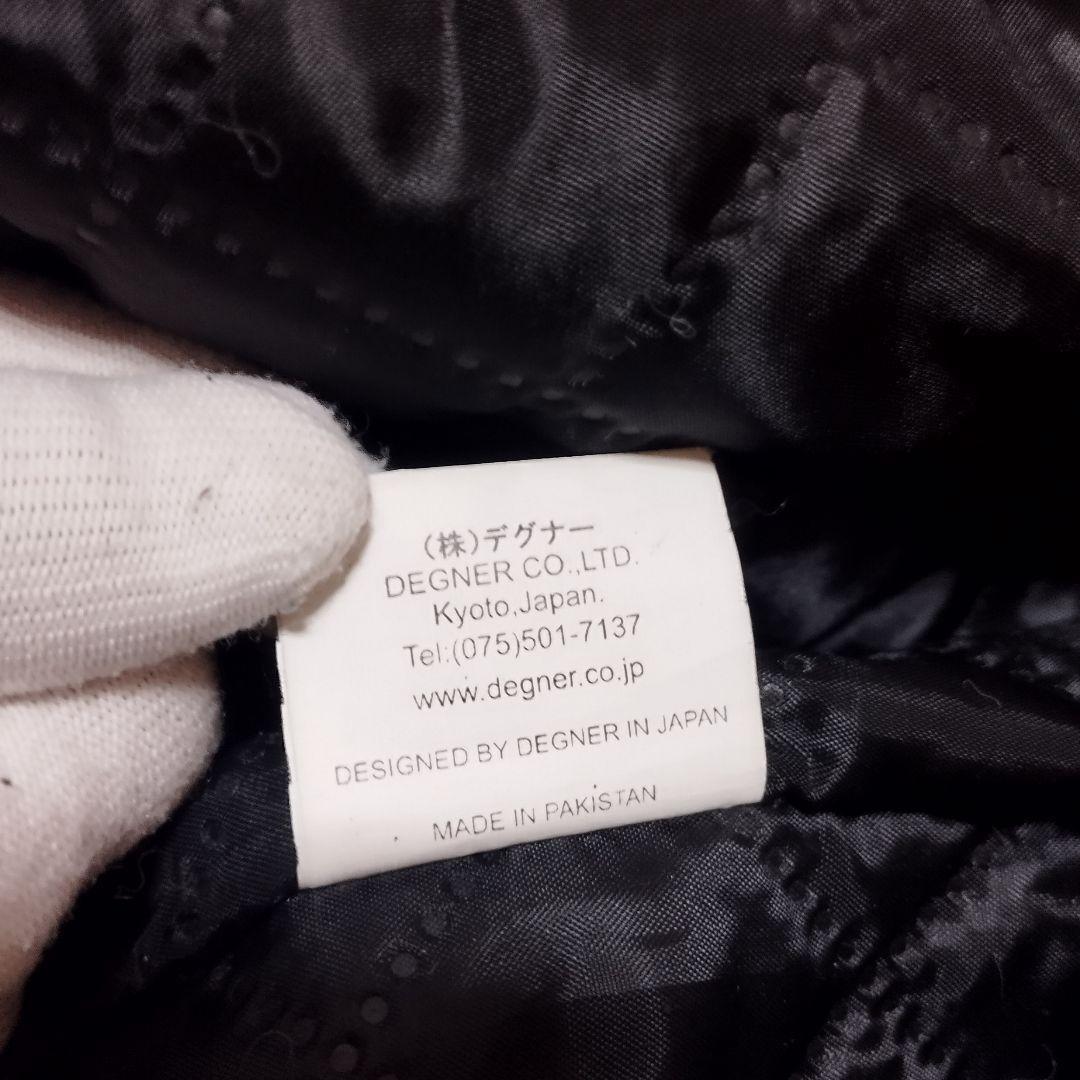 (株)デグナー
DEGNER CO.,LTD.
Kyoto,Japan.
Tel:(075)501-7137
www.degner.co.jp
DESIGNED BY DEGNER IN JAPAN
MADE IN PAKISTAN